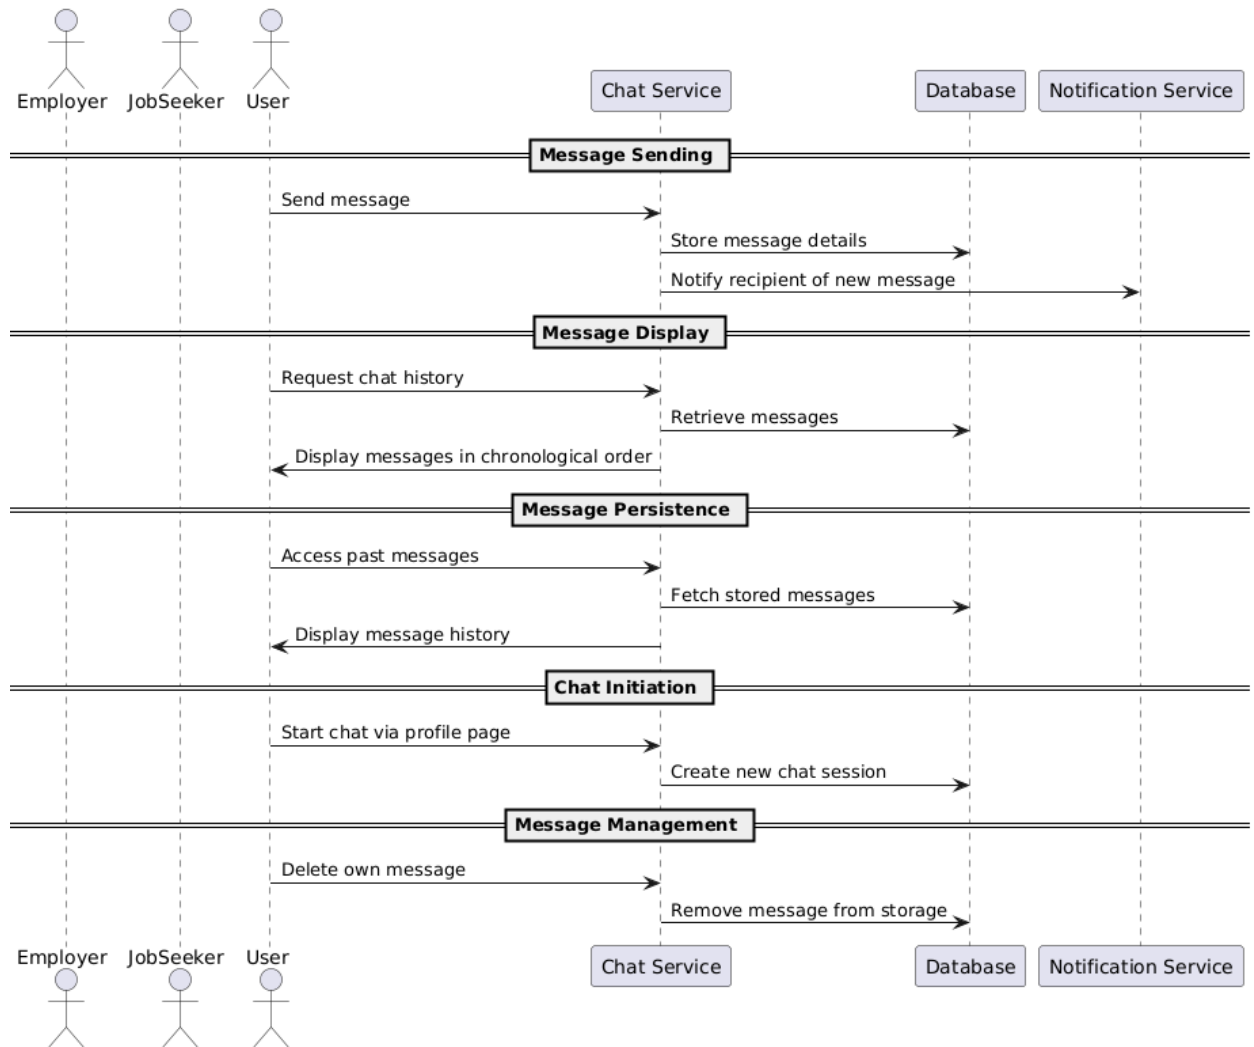 Employer JobSeeker User Chat Service Database Notification Service
Message Sending
Send message
Store message details
Notify recipient of new message
Message Display
Request chat history
Retrieve messages
Display messages in chronological order
Message Persistence
Access past messages
Fetch stored messages
Display message history
Chat Initiation
Start chat via profile page
Create new chat session
Message Management
Delete own message
Remove message from storage
Employer JobSeeker User Chat Service Database Notification Service